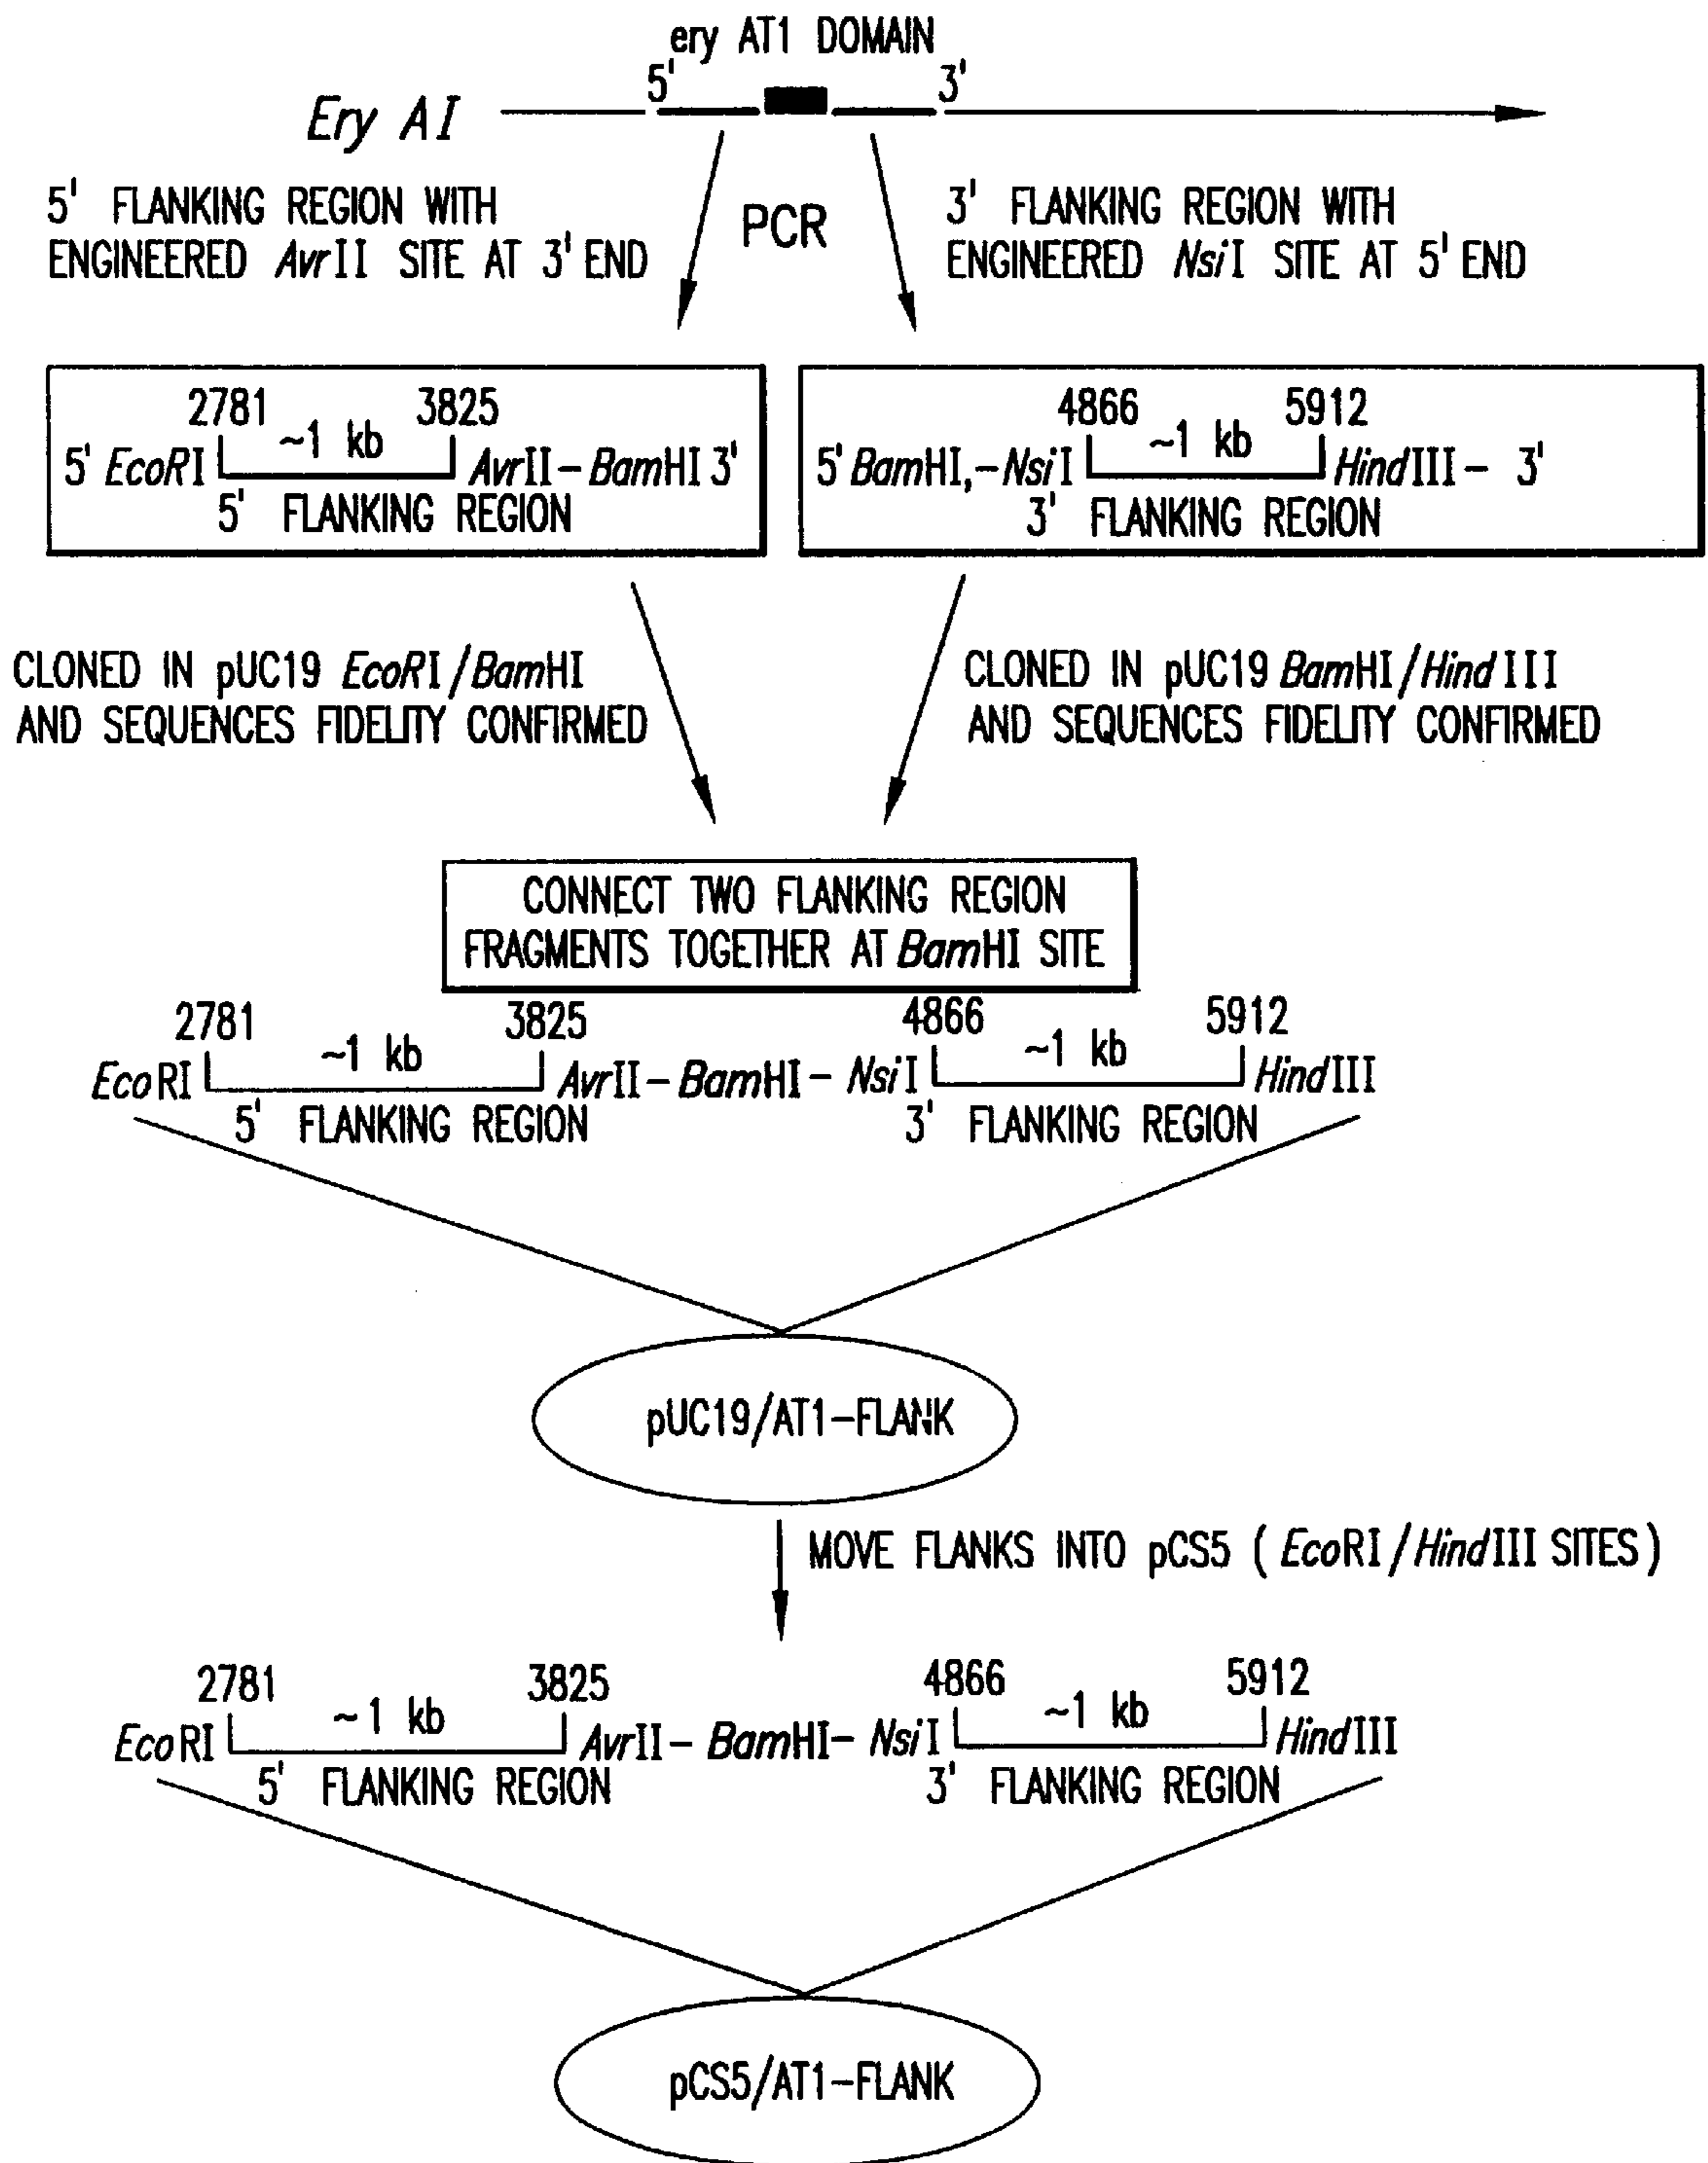 ery AT1 DOMAIN
5' 3'
Ery AI
5' FLANKING REGION WITH
ENGINEERED AvrII SITE AT 3' END
PCR
3' FLANKING REGION WITH
ENGINEERED NsiI SITE AT 5' END
2781 ~1 kb 3825
5' EcoRI AvrII-BamHI 3'
5' FLANKING REGION
4866 ~1 kb 5912
5' BamHI,-NsiI HindIII- 3'
3' FLANKING REGION
CLONED IN pUC19 EcoRI/BamHI
AND SEQUENCES FIDELITY CONFIRMED
CLONED IN pUC19 BamHI/HindIII
AND SEQUENCES FIDELITY CONFIRMED
CONNECT TWO FLANKING REGION
FRAGMENTS TOGETHER AT BamHI SITE
2781 ~1 kb 3825 4866 ~1 kb 5912
EcoRI AvrII-BamHI-NsiI HindIII
5' FLANKING REGION 3' FLANKING REGION
pUC19/AT1-FLANK
MOVE FLANKS INTO pCS5 (EcoRI/HindIII SITES)
2781 ~1 kb 3825 4866 ~1 kb 5912
EcoRI AvrII-BamHI-NsiI HindIII
5' FLANKING REGION 3' FLANKING REGION
pCS5/AT1-FLANK